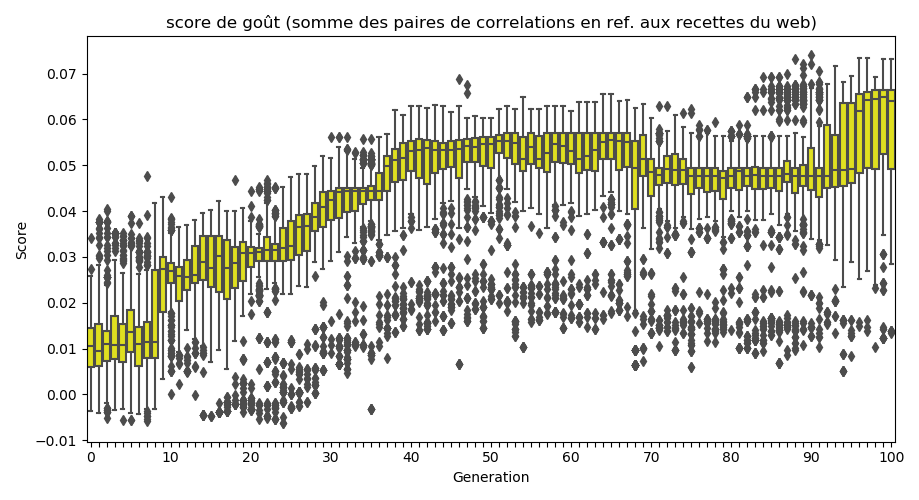 score de goût (somme des paires de correlations en ref. aux recettes du web)
0.07
0.06
0.05
0.04
0.03
0.02
0.01
0.00
−0.01
Score
0 10 20 30 40 50 60 70 80 90 100
Generation